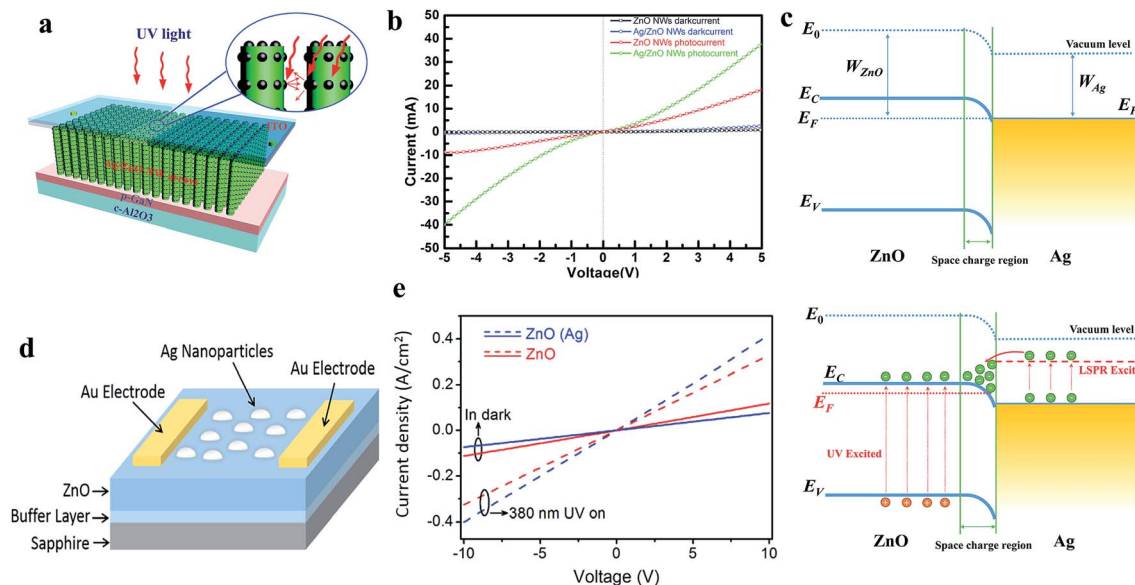 a
UV light
ITO
Ag/ZnO NW arrays
p-GaN
c-Al2O3
b
ZnO NWs darkcurrent
Ag/ZnO NWs darkcurrent
ZnO NWs photocurrent
Ag/ZnO NWs photocurrent
Current (mA)
50
40
30
20
10
0
-10
-20
-30
-40
-50
-5 -4 -3 -2 -1 0 1 2 3 4 5
Voltage(V)
c
E0
Vacuum level
WZnO
WAg
EC
EF
EF
EV
ZnO
Space charge region
Ag
d
Ag Nanoparticles
Au Electrode
Au Electrode
ZnO
Buffer Layer
Sapphire
e
ZnO (Ag)
ZnO
In dark
380 nm UV on
Current density (A/cm²)
0.4
0.2
0.0
-0.2
-0.4
-10 -5 0 5 10
Voltage (V)
E0
Vacuum level
LSPR Excit
EC
EF
UV Excited
EV
ZnO
Space charge region
Ag